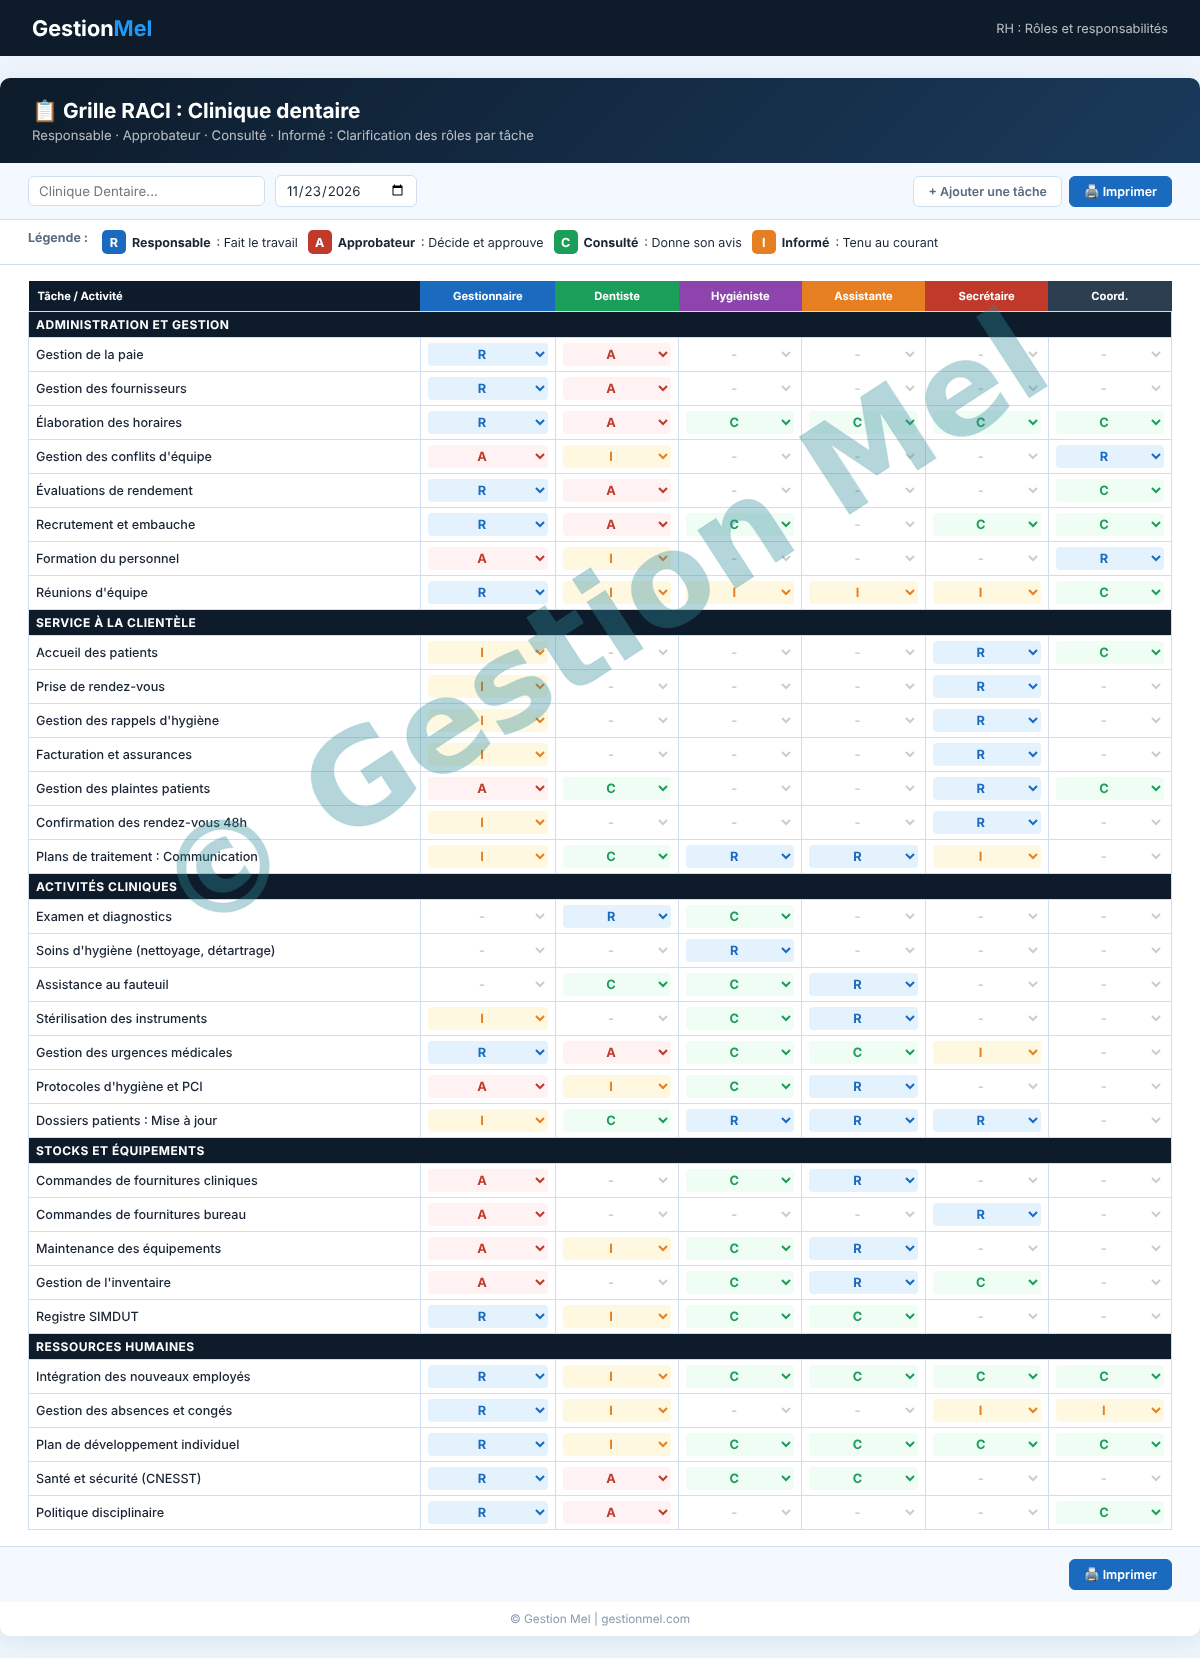 GestionMel
RH : Rôles et responsabilités
📋 Grille RACI : Clinique dentaire
Responsable · Approbateur · Consulté · Informé : Clarification des rôles par tâche
Clinique Dentaire...
11/23/2026
+ Ajouter une tâche
🖨️ Imprimer
Légende : R Responsable : Fait le travail A Approbateur : Décide et approuve C Consulté : Donne son avis I Informé : Tenu au courant
Tâche / Activité Gestionnaire Dentiste Hygiéniste Assistante Secrétaire Coord.
ADMINISTRATION ET GESTION
Gestion de la paie R A - - - -
Gestion des fournisseurs R A - - - -
Élaboration des horaires R A C C C C
Gestion des conflits d'équipe A I - - - R
Évaluations de rendement R A - - - C
Recrutement et embauche R A C - C C
Formation du personnel A I - - - R
Réunions d'équipe R I I I I C
SERVICE À LA CLIENTÈLE
Accueil des patients I - - - R C
Prise de rendez-vous I - - - R -
Gestion des rappels d'hygiène I - - - R -
Facturation et assurances I - - - R -
Gestion des plaintes patients A C - - R C
Confirmation des rendez-vous 48h I - - - R -
Plans de traitement : Communication I C R R I -
ACTIVITÉS CLINIQUES
Examen et diagnostics - R C - - -
Soins d'hygiène (nettoyage, détartrage) - - R - - -
Assistance au fauteuil - C C R - -
Stérilisation des instruments I - C R - -
Gestion des urgences médicales R A C C I -
Protocoles d'hygiène et PCI A I C R - -
Dossiers patients : Mise à jour I C R R R -
STOCKS ET ÉQUIPEMENTS
Commandes de fournitures cliniques A - C R - -
Commandes de fournitures bureau A - - - R -
Maintenance des équipements A I C R - -
Gestion de l'inventaire A - C R C -
Registre SIMDUT R I C C - -
RESSOURCES HUMAINES
Intégration des nouveaux employés R I C C C C
Gestion des absences et congés R I - - I I
Plan de développement individuel R I C C C C
Santé et sécurité (CNESST) R A C C - -
Politique disciplinaire R A - - - C
🖨️ Imprimer
© Gestion Mel | gestionmel.com
© Gestion Mel